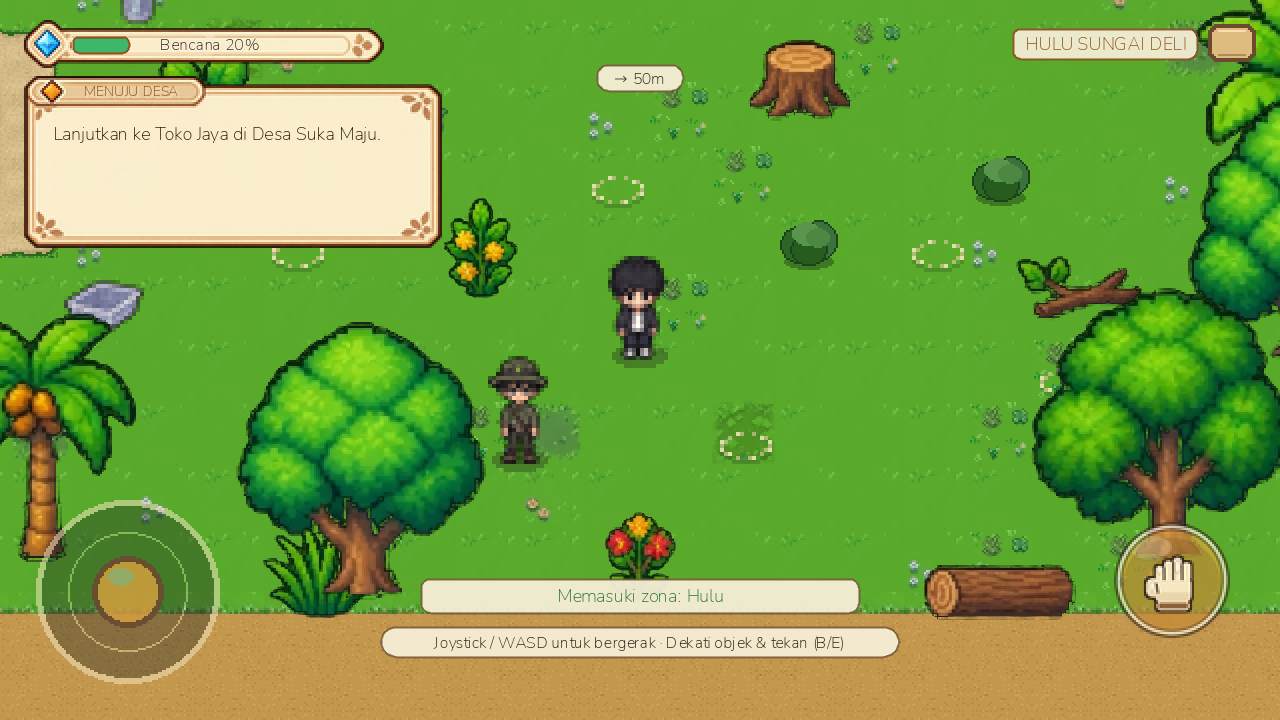 Bencana 20%
HULU SUNGAI DELI
→ 50m
MENUJU DESA
Lanjutkan ke Toko Jaya di Desa Suka Maju.
Memasuki zona: Hulu
Joystick / WASD untuk bergerak · Dekati objek & tekan (B/E)